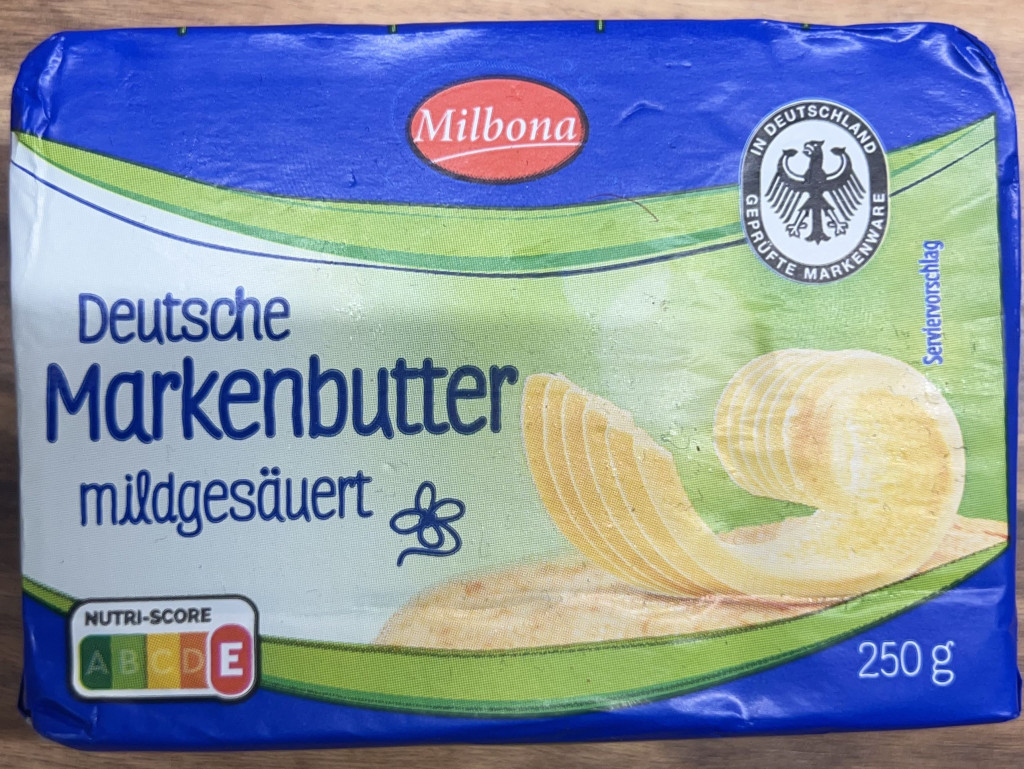 Milbona
IN DEUTSCHLAND
GEPRÜFTE MARKENWARE
Serviervorschlag
Deutsche
Markenbutter
mildgesäuert
NUTRI-SCORE
A B C D E
250 g